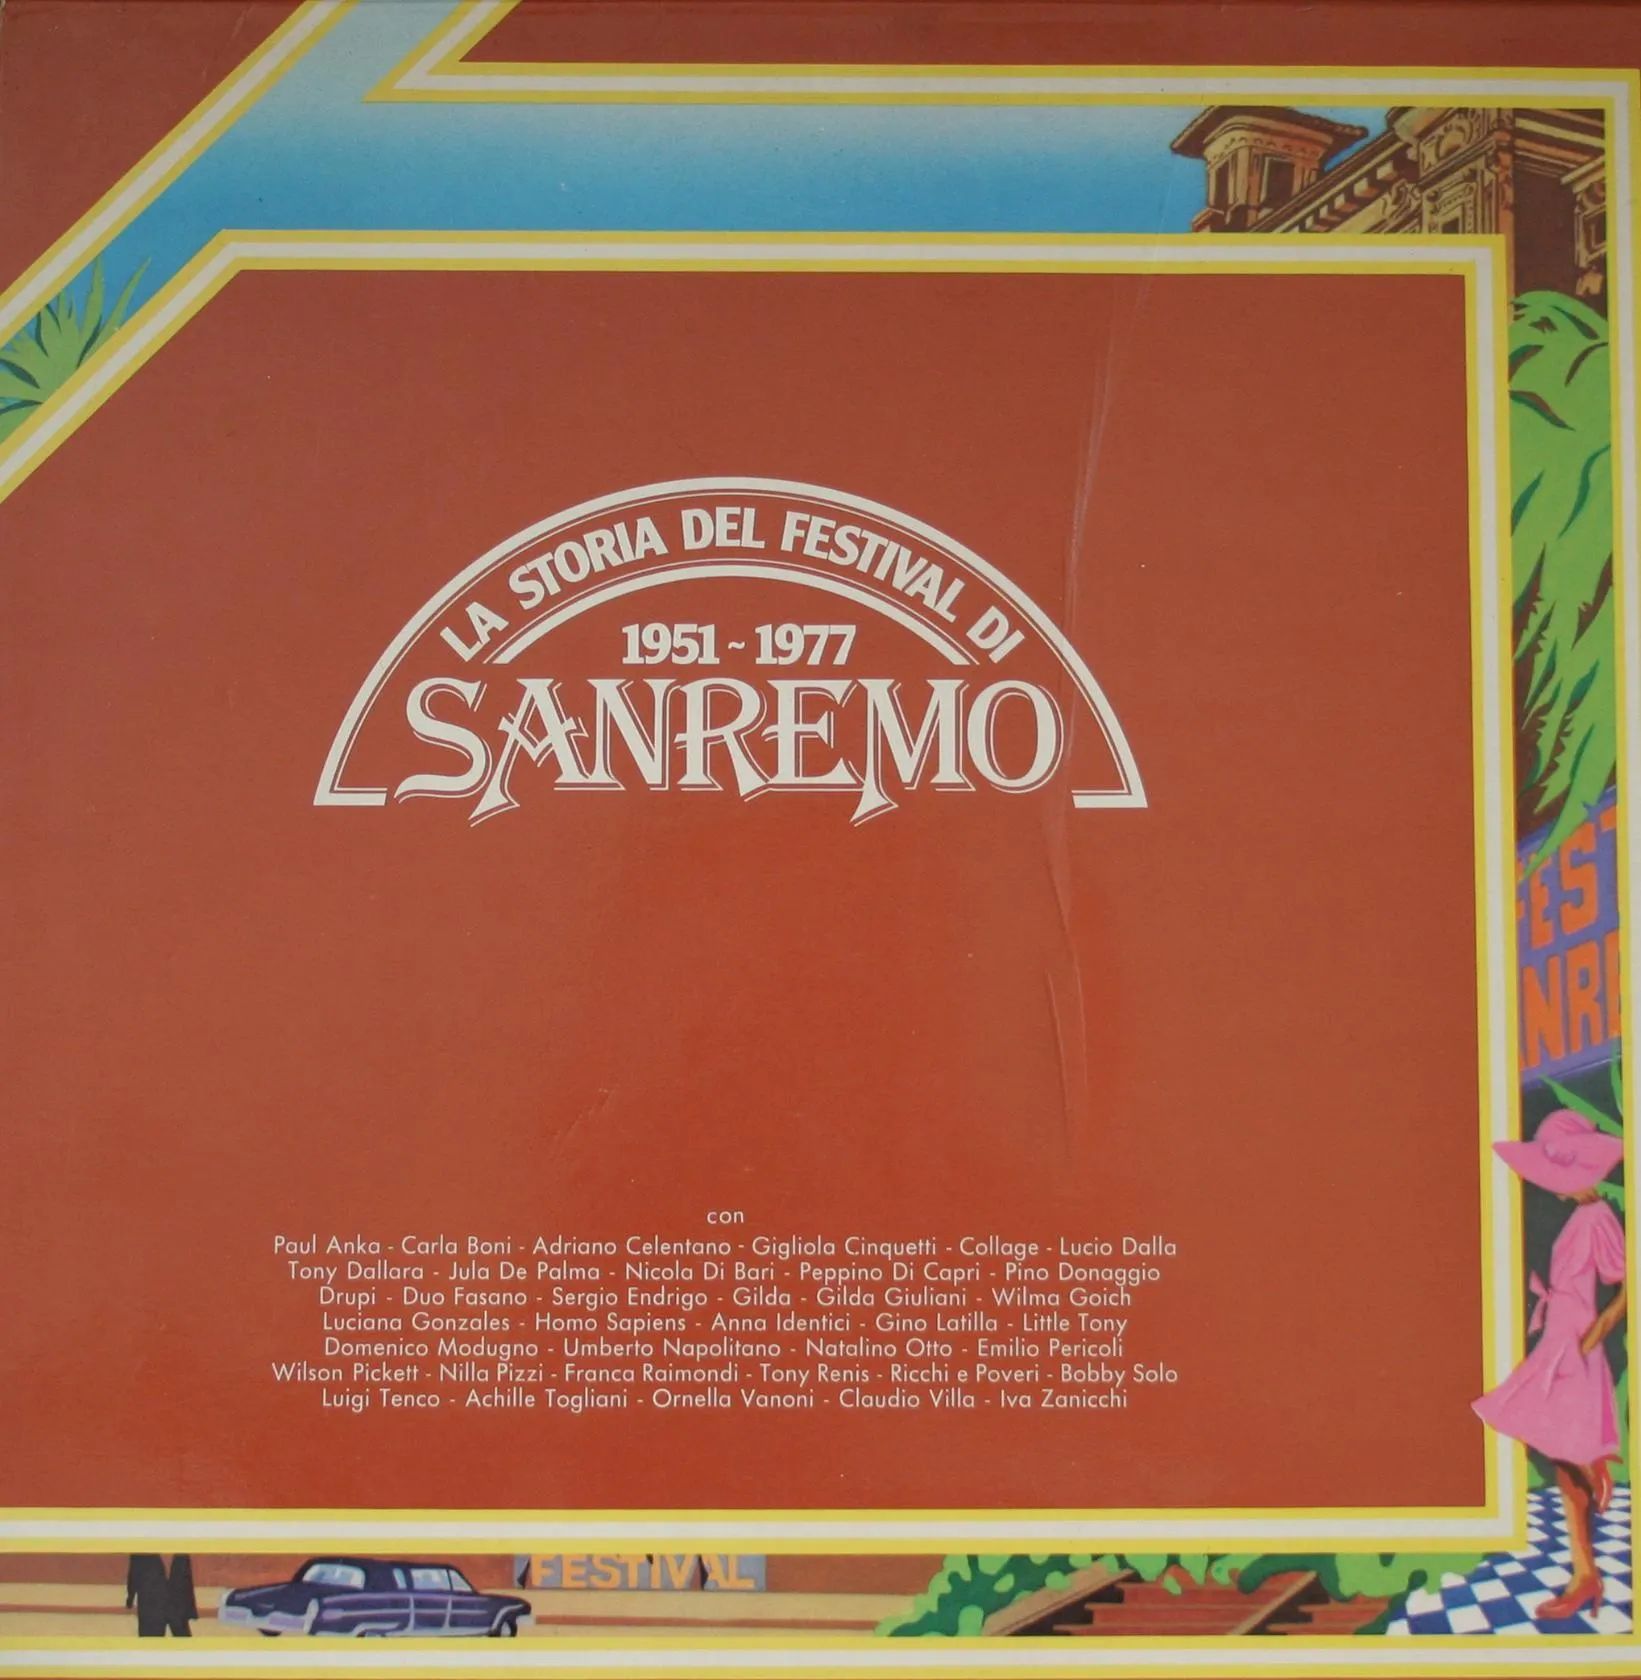 LA STORIA DEL FESTIVAL DI
1951 ~ 1977
SANREMO
FEST
ANRE
con
Paul Anka - Carla Boni - Adriano Celentano - Gigliola Cinquetti - Collage - Lucio Dalla
Tony Dallara - Jula De Palma - Nicola Di Bari - Peppino Di Capri - Pino Donaggio
Drupi - Duo Fasano - Sergio Endrigo - Gilda - Gilda Giuliani - Wilma Goich
Luciana Gonzales - Homo Sapiens - Anna Identici - Gino Latilla - Little Tony
Domenico Modugno - Umberto Napolitano - Natalino Otto - Emilio Pericoli
Wilson Pickett - Nilla Pizzi - Franca Raimondi - Tony Renis - Ricchi e Poveri - Bobby Solo
Luigi Tenco - Achille Togliani - Ornella Vanoni - Claudio Villa - Iva Zanicchi
FESTIVAL